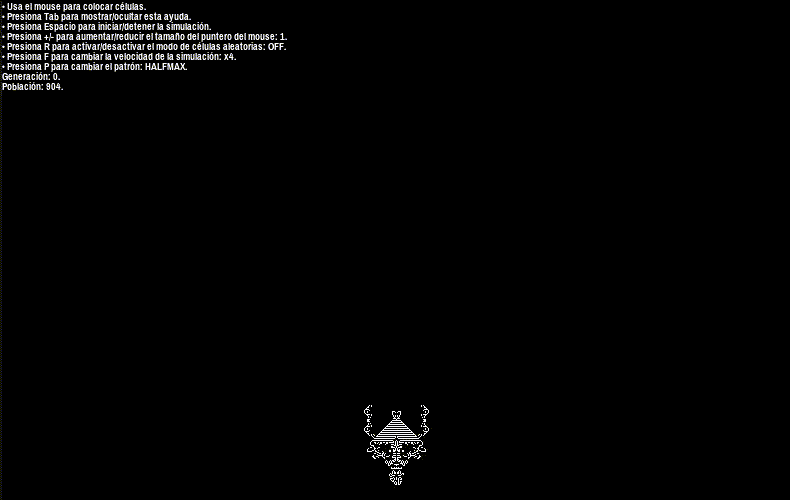 • Usa el mouse para colocar células.
• Presiona Tab para mostrar/ocultar esta ayuda.
• Presiona Espacio para iniciar/detener la simulación.
• Presiona +/- para aumentar/reducir el tamaño del puntero del mouse: 1.
• Presiona R para activar/desactivar el modo de células aleatorias: OFF.
• Presiona F para cambiar la velocidad de la simulación: x4.
• Presiona P para cambiar el patrón: HALFMAX.
Generación: 0.
Población: 904.